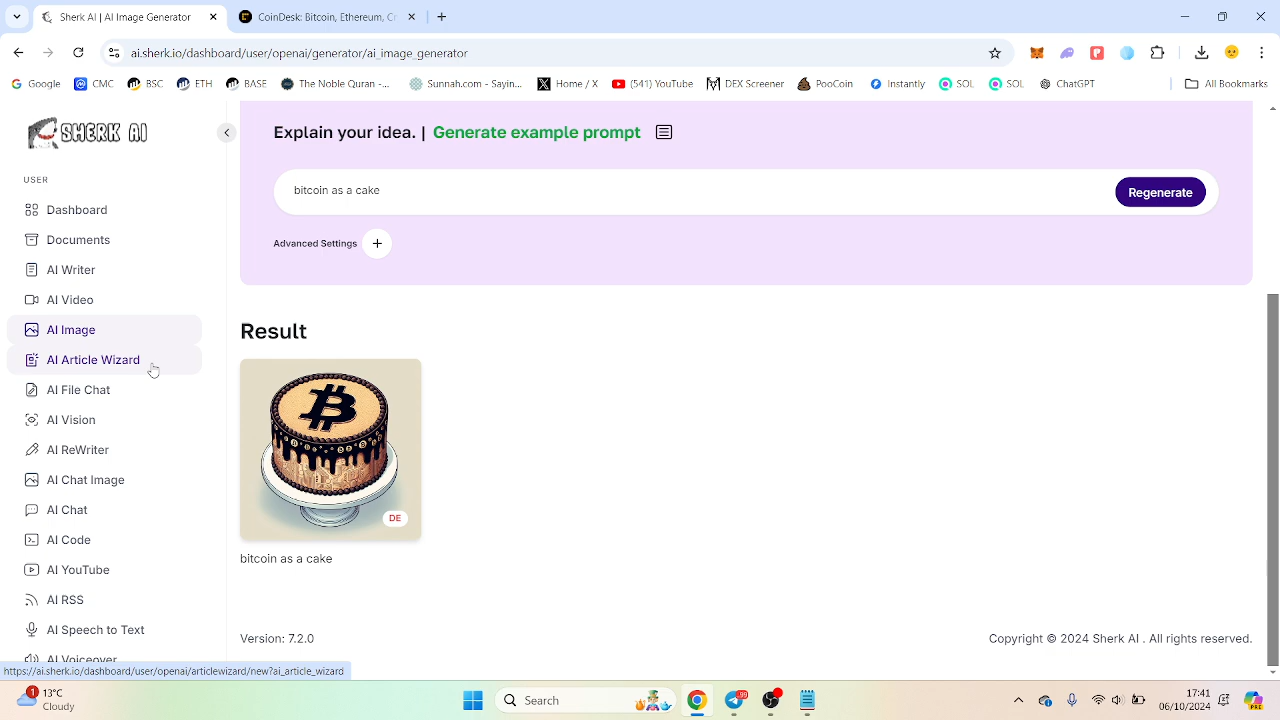 Sherk AI | AI Image Generator
CoinDesk: Bitcoin, Ethereum, Cr
ai.sherk.io/dashboard/user/openai/generator/ai_image_generator
Google
CMC
BSC
ETH
BASE
The Noble Quran -...
Sunnah.com - Sayin...
Home / X
(541) YouTube
DEX Screener
PooCoin
Instantly
SOL
SOL
ChatGPT
All Bookmarks
SHERK AI
USER
Dashboard
Documents
AI Writer
AI Video
AI Image
AI Article Wizard
AI File Chat
AI Vision
AI ReWriter
AI Chat Image
AI Chat
AI Code
AI YouTube
AI RSS
AI Speech to Text
AI Voiceover
Explain your idea. | Generate example prompt
bitcoin as a cake
Regenerate
Advanced Settings
Result
DE
bitcoin as a cake
Version: 7.2.0
Copyright © 2024 Sherk AI . All rights reserved.
https://ai.sherk.io/dashboard/user/openai/articlewizard/new?ai_article_wizard
1
13°C
Cloudy
Search
99
17:41
06/10/2024
PRE